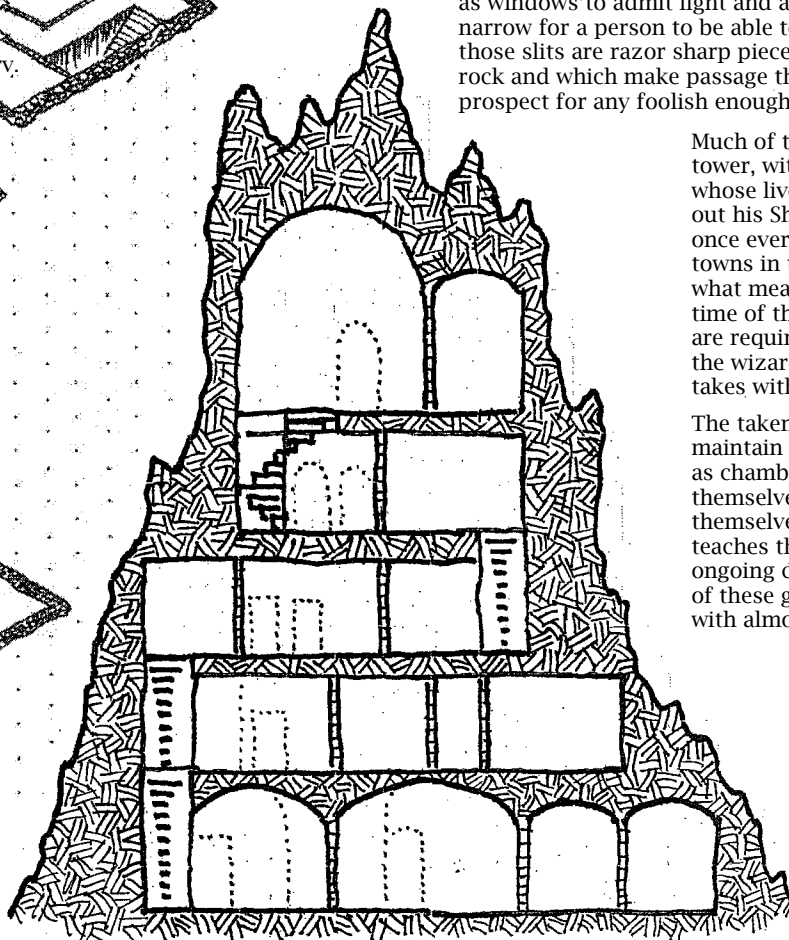 as windows to admit light and a
narrow for a person to be able to
those slits are razor sharp piece
rock and which make passage th
prospect for any foolish enough
Much of t
tower, wit
whose live
out his Sh
once ever
towns in t
what mea
time of th
are requir
the wizar
takes with
The taken
maintain
as chamb
themselve
themselve
teaches th
ongoing d
of these g
with almo